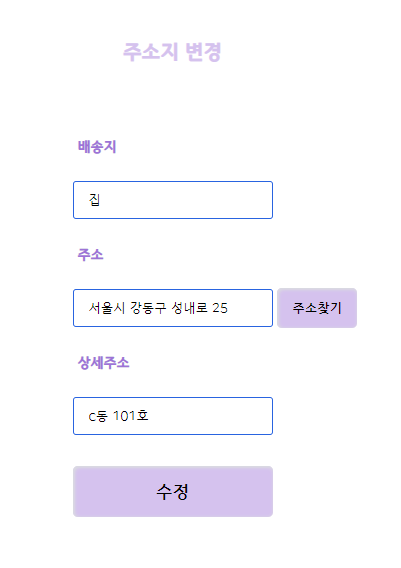 주소지 변경
배송지
집
주소
서울시 강동구 성내로 25 주소찾기
상세주소
c동 101호
수정